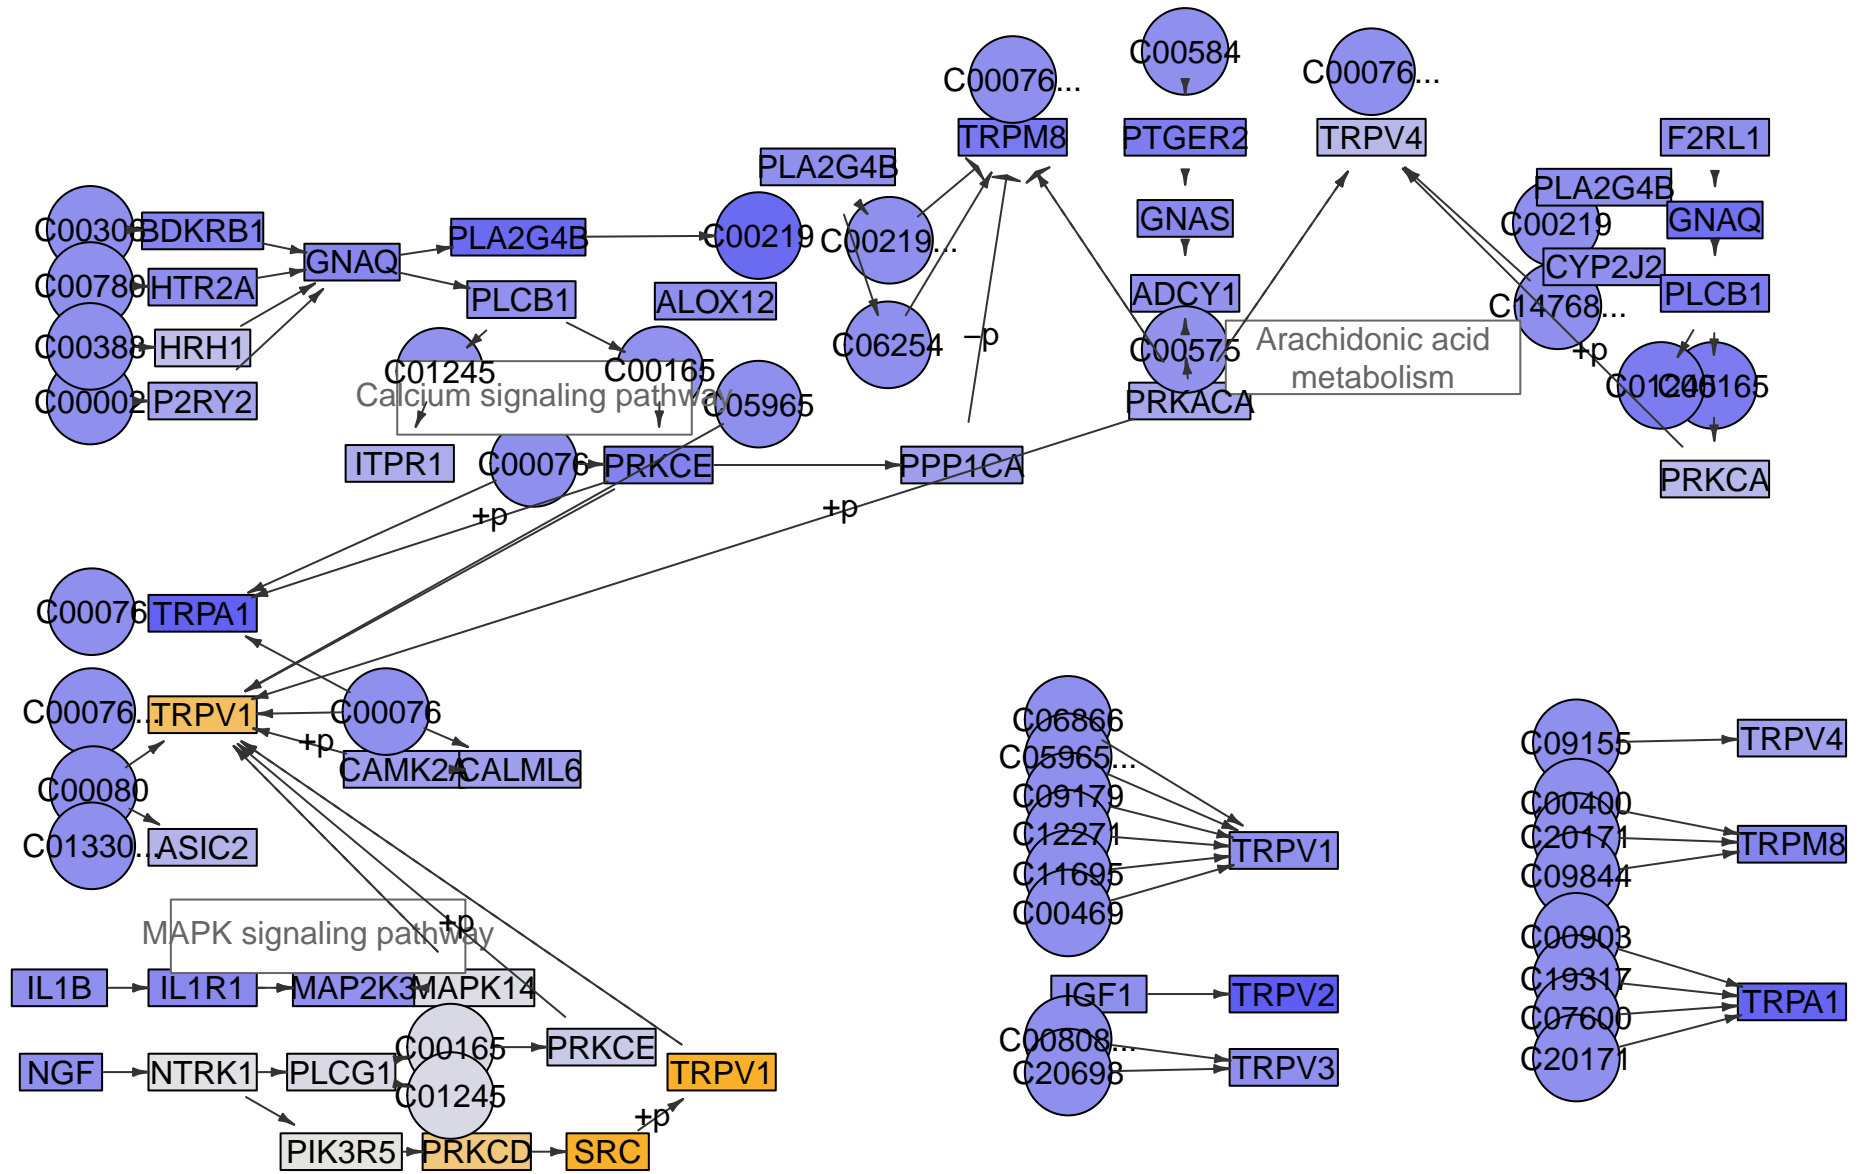 C00584
C00076...
C00076...
TRPM8
PTGER2
TRPV4
F2RL1
PLA2G4B
PLA2G4B
C00219
GNAS
GNAQ
BDKRB1
PLA2G4B
C00219
C00219...
GNAQ
CYP2J2
C00780
HTR2A
PLCB1
ALOX12
ADCY1
PLCB1
C14768...
C00388
HRH1
C06254
−p
C00575
Arachidonic acid
metabolism
+p
C01245
C00165
Calcium signaling pathway
C05965
C01245
C00165
C00002
P2RY2
PRKACA
ITPR1
C00076
PRKCE
PPP1CA
PRKCA
+p
+p
C00076
TRPA1
C00076...
TRPV1
C00076
+p
C06866
C09155
TRPV4
C05965...
CAMK2A
CALML6
C00080
C09179
C00400
C01330...
ASIC2
C12271
TRPV1
C20171
TRPM8
C11695
C09844
C00469
+p
MAPK signaling pathway
C00903
IL1B
IL1R1
MAP2K3
MAPK14
IGF1
TRPV2
C19317
TRPA1
C07600
C00165
PRKCE
C00808...
C20171
NGF
NTRK1
PLCG1
TRPV1
C20698
TRPV3
C01245
+p
PIK3R5
PRKCD
SRC